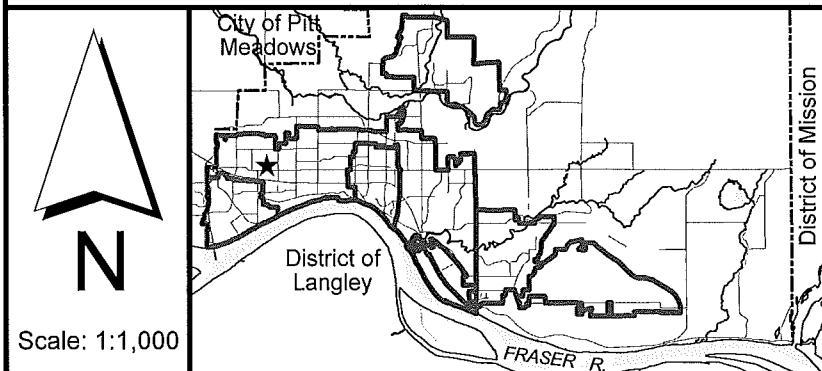 City of Pitt
Meadows
District of Mission
N
District of
Langley
Scale: 1:1,000
FRASER R.